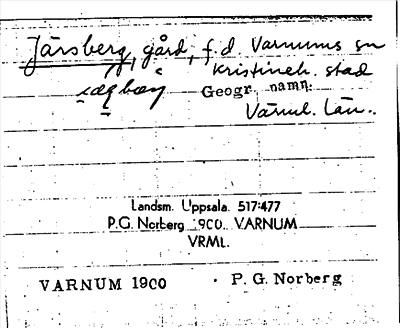 Järsberg, gård, f.d. Varnums sn
Kristineh. stad
Geogr. namn.
Värml. län.
Landsm. Uppsala. 517:477
P.G. Norberg 1900. VARNUM
VRML.
VARNUM 1900 · P. G. Norberg